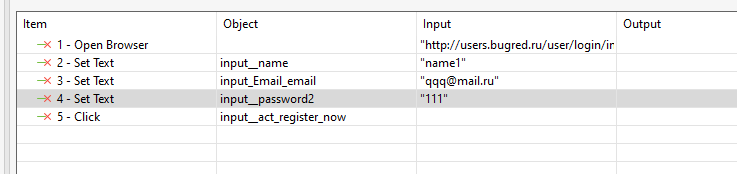 Item Object Input Output
1 - Open Browser "http://users.bugred.ru/user/login/in
2 - Set Text input__name "name1"
3 - Set Text input_Email_email "qqq@mail.ru"
4 - Set Text input__password2 "111"
5 - Click input__act_register_now